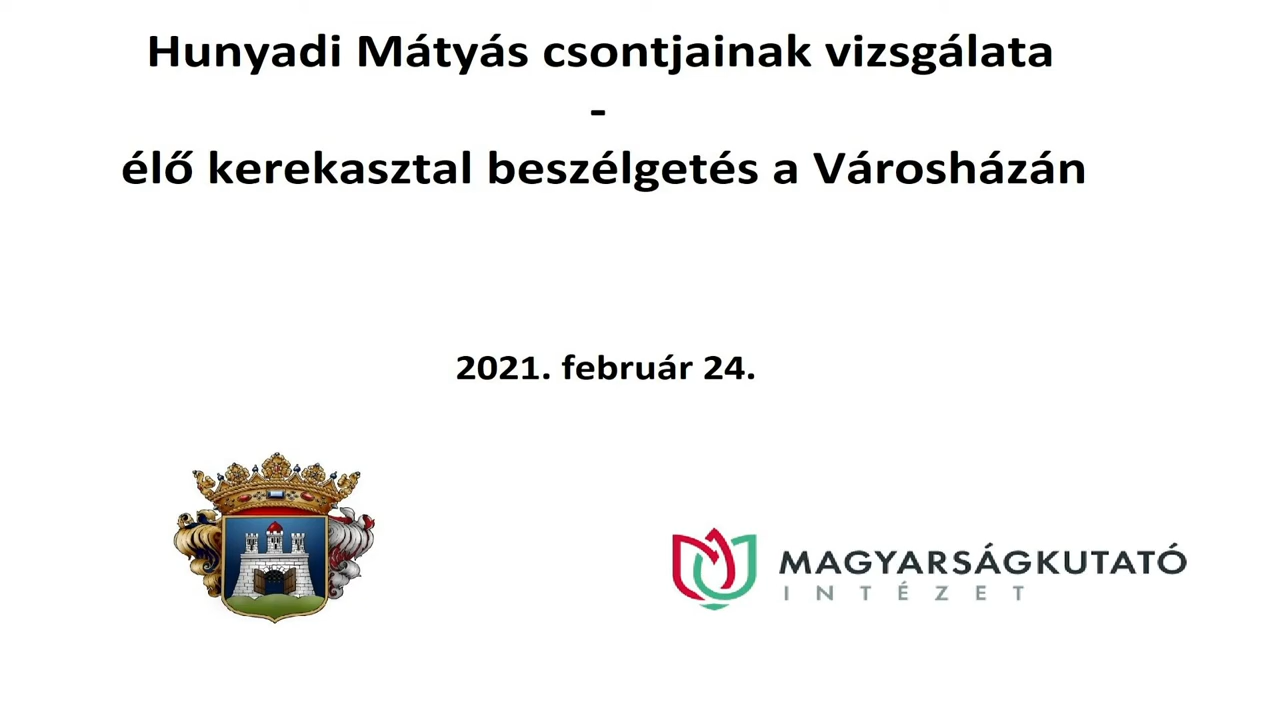 Hunyadi Mátyás csontjainak vizsgálata
-
élő kerekasztal beszélgetés a Városházán
2021. február 24.
MAGYARSÁGKUTATÓ
INTÉZET